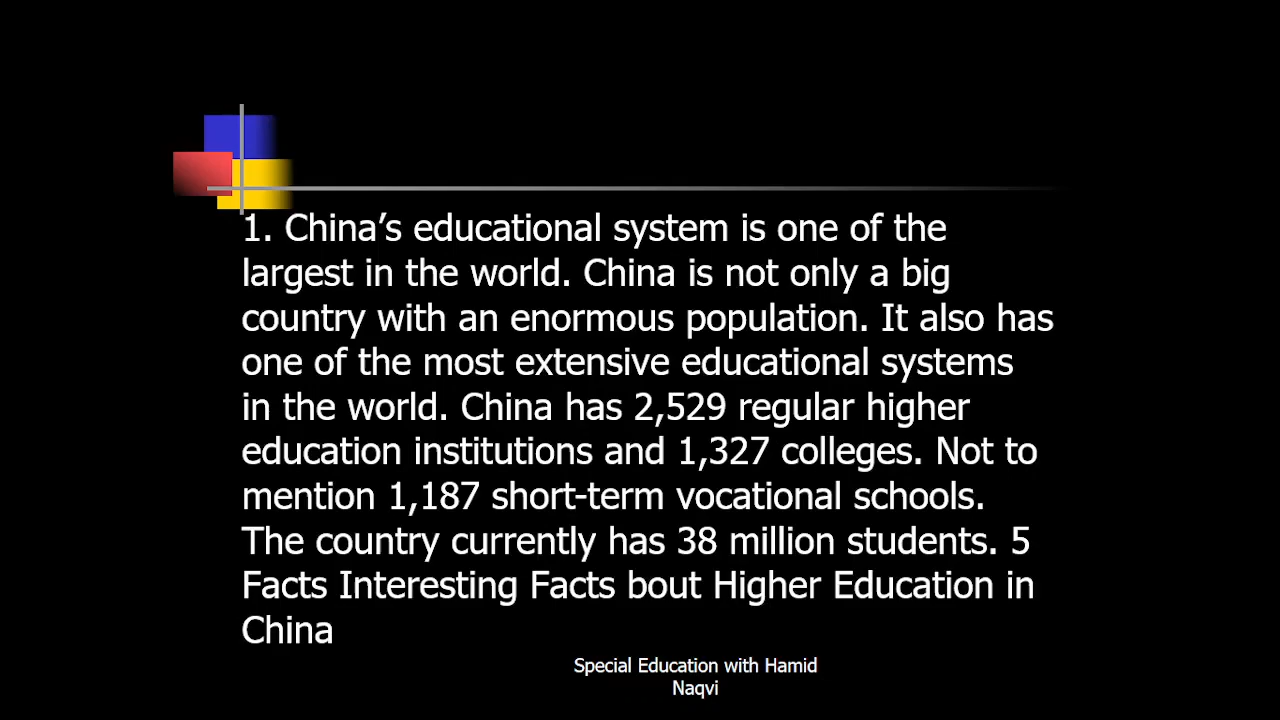 1. China’s educational system is one of the
largest in the world. China is not only a big
country with an enormous population. It also has
one of the most extensive educational systems
in the world. China has 2,529 regular higher
education institutions and 1,327 colleges. Not to
mention 1,187 short-term vocational schools.
The country currently has 38 million students. 5
Facts Interesting Facts bout Higher Education in
China
Special Education with Hamid
Naqvi